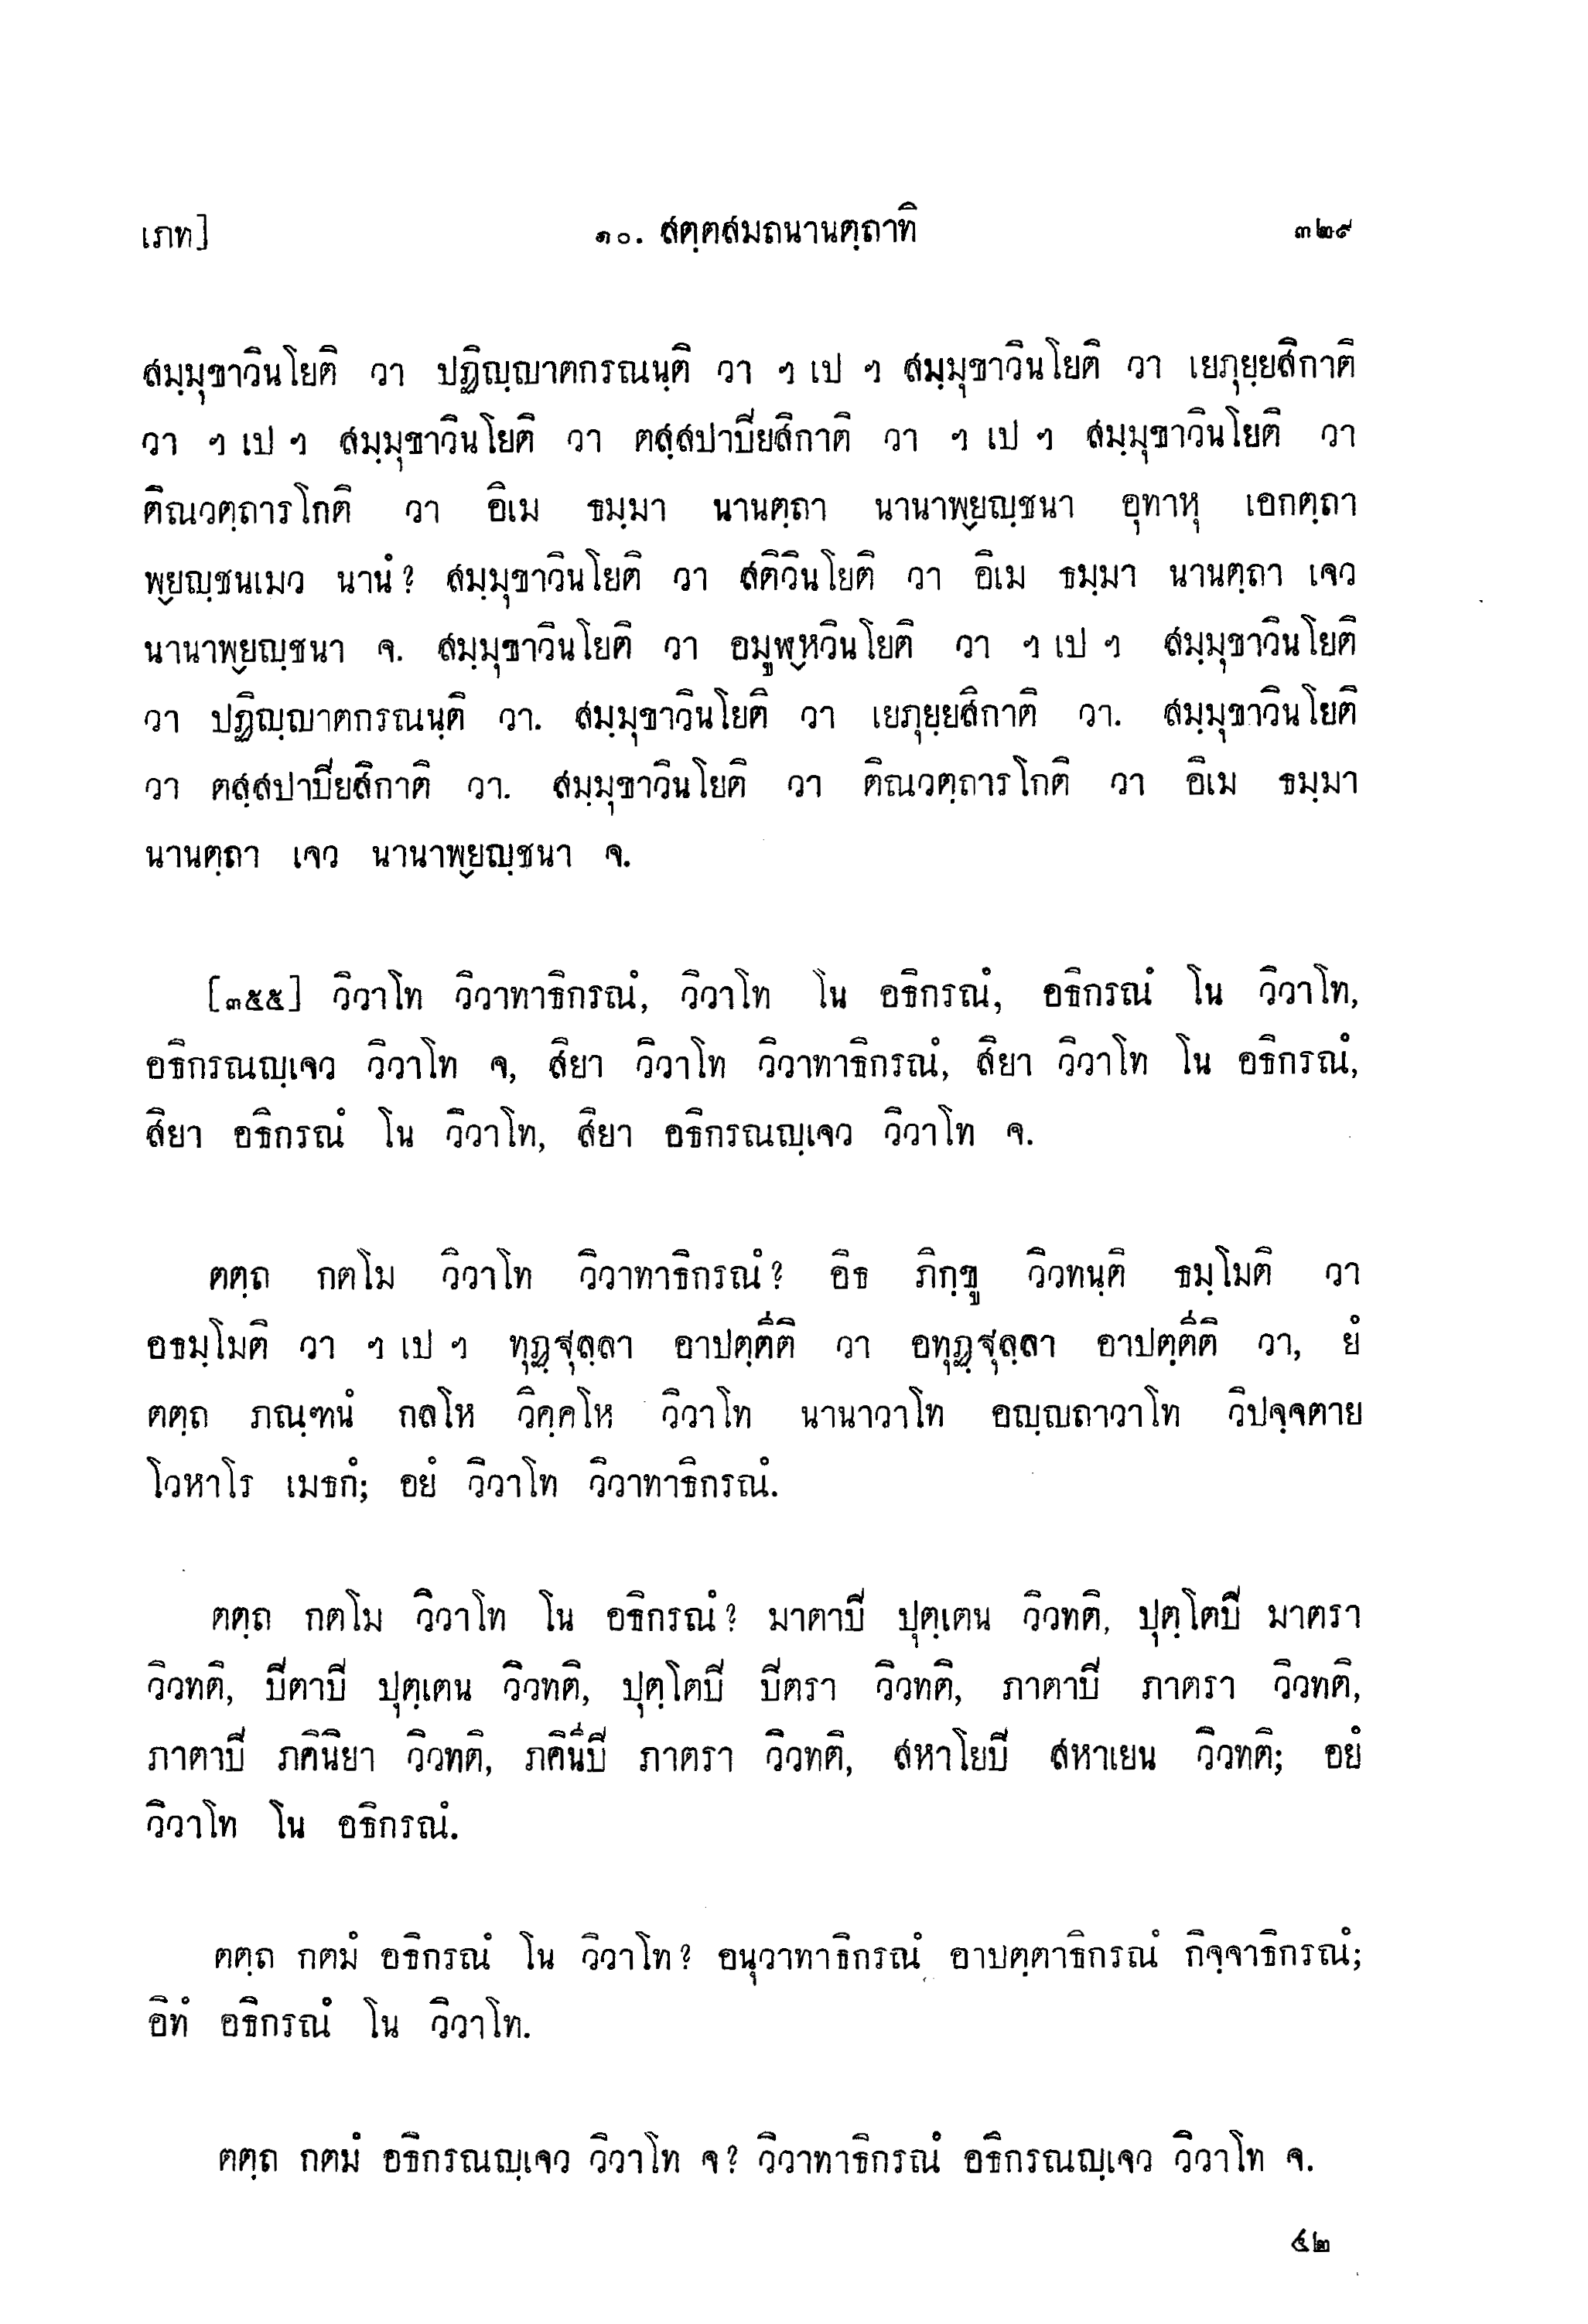 เภท] ๑๐. สตฺตสมถนานตฺถาทิ ๓๒๙
สมฺมุขาวินโยติ วา ปฏิญฺญาตกรณนฺติ วา ฯ เป ฯ สมฺมุขาวินโยติ วา เยภุยฺยสิกาติ
วา ฯ เป ฯ สมฺมุขาวินโยติ วา ตสฺสปาปิยสิกาติ วา ฯ เป ฯ สมฺมุขาวินโยติ วา
ติณวตฺถารโกติ วา อิเม ธมฺมา นานตฺถา นานาพฺยญฺชนา อุทาหุ เอกตฺถา
พฺยญฺชนเมว นานํ? สมฺมุขาวินโยติ วา สติวินโยติ วา อิเม ธมฺมา นานตฺถา เจว
นานาพฺยญฺชนา จ. สมฺมุขาวินโยติ วา อมูฬฺหวินโยติ วา ฯ เป ฯ สมฺมุขาวินโยติ
วา ปฏิญฺญาตกรณนฺติ วา. สมฺมุขาวินโยติ วา เยภุยฺยสิกาติ วา. สมฺมุขาวินโยติ
วา ตสฺสปาปิยสิกาติ วา. สมฺมุขาวินโยติ วา ติณวตฺถารโกติ วา อิเม ธมฺมา
นานตฺถา เจว นานาพฺยญฺชนา จ.
[๓๕๕] วิวาโท วิวาทาธิกรณํ, วิวาโท โน อธิกรณํ, อธิกรณํ โน วิวาโท,
อธิกรณญฺเจว วิวาโท จ, สิยา วิวาโท วิวาทาธิกรณํ, สิยา วิวาโท โน อธิกรณํ,
สิยา อธิกรณํ โน วิวาโท, สิยา อธิกรณญฺเจว วิวาโท จ.
ตตฺถ กตโม วิวาโท วิวาทาธิกรณํ? อิธ ภิกฺขู วิวทนฺติ ธมฺโมติ วา
อธมฺโมติ วา ฯ เป ฯ ทุฏฺฐุลฺลา อาปตฺตีติ วา อทุฏฺฐุลฺลา อาปตฺตีติ วา, ยํ
ตตฺถ ภณฺฑนํ กลโห วิคฺคโห วิวาโท นานาวาโท อญฺญถาวาโท วิปจฺจตาย
โวหาโร เมธกํ; อยํ วิวาโท วิวาทาธิกรณํ.
ตตฺถ กตโม วิวาโท โน อธิกรณํ? มาตาปิ ปุตฺเตน วิวทติ, ปุตฺโตปิ มาตรา
วิวทติ, ปิตาปิ ปุตฺเตน วิวทติ, ปุตฺโตปิ ปิตรา วิวทติ, ภาตาปิ ภาตรา วิวทติ,
ภาตาปิ ภคินิยา วิวทติ, ภคินีปิ ภาตรา วิวทติ, สหาโยปิ สหาเยน วิวทติ; อยํ
วิวาโท โน อธิกรณํ.
ตตฺถ กตมํ อธิกรณํ โน วิวาโท? อนุวาทาธิกรณํ อาปตฺตาธิกรณํ กิจฺจาธิกรณํ;
อิทํ อธิกรณํ โน วิวาโท.
ตตฺถ กตมํ อธิกรณญฺเจว วิวาโท จ? วิวาทาธิกรณํ อธิกรณญฺเจว วิวาโท จ.
๔๒